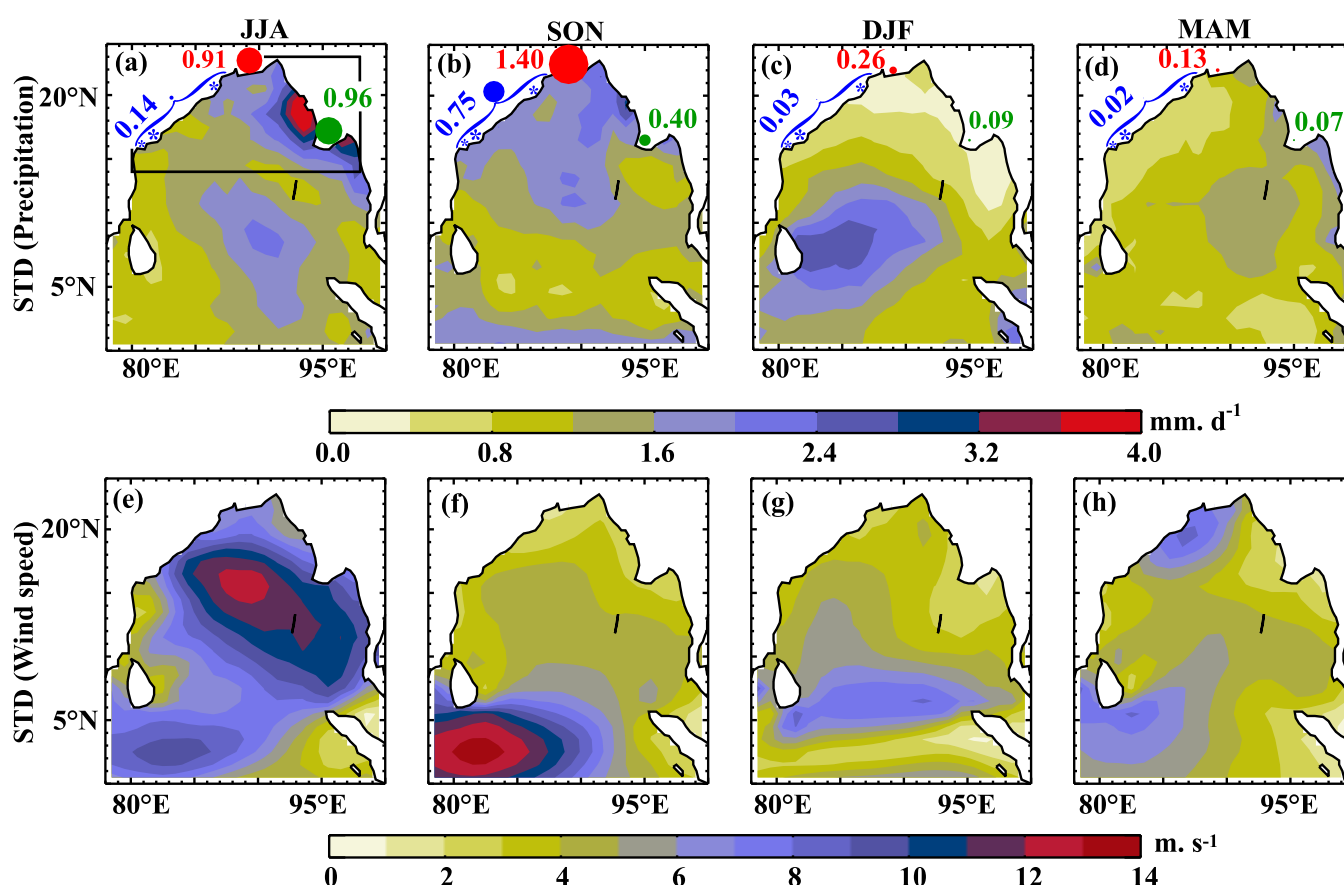 JJA SON DJF MAM
STD (Precipitation)
(a) 0.91 (b) 1.40 (c) 0.26 (d) 0.13
20°N 0.14 0.96 0.75 0.40 0.03 0.09 0.02 0.07
5°N
80°E 95°E 80°E 95°E 80°E 95°E 80°E 95°E
mm. d-1
0.0 0.8 1.6 2.4 3.2 4.0
STD (Wind speed)
(e) (f) (g) (h)
20°N
5°N
80°E 95°E 80°E 95°E 80°E 95°E 80°E 95°E
m. s-1
0 2 4 6 8 10 12 14